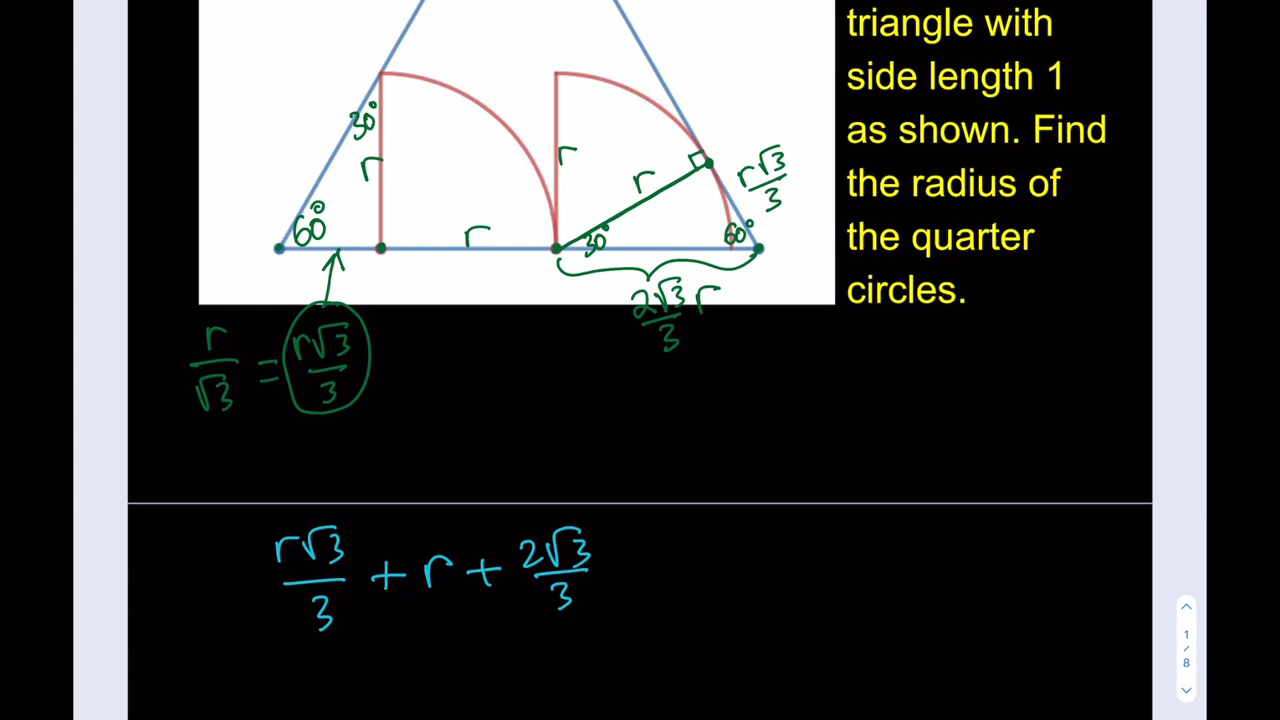 triangle with
side length 1
as shown. Find
the radius of
the quarter
circles.
30°
r
60°
r
r
r
30°
60°
r√3/3
2√3/3 r
r/√3 = r√3/3
r√3/3 + r + 2√3/3
1
/
8